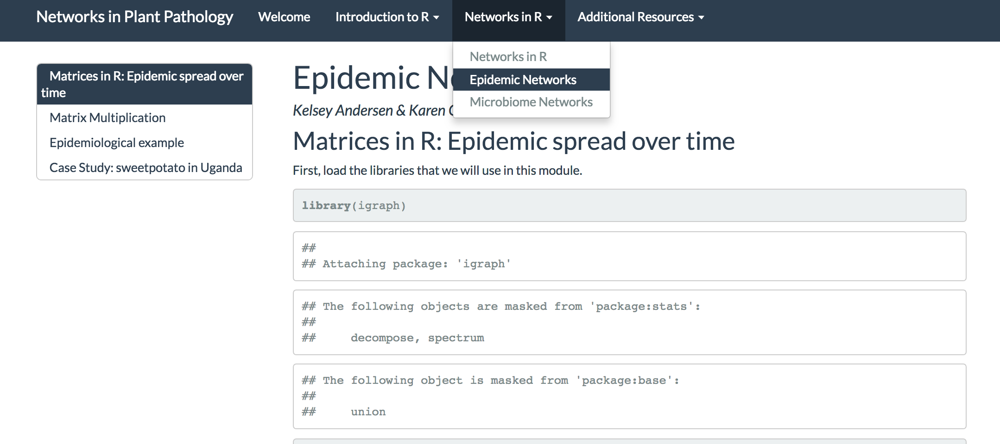 Networks in Plant Pathology Welcome Introduction to R Networks in R Additional Resources
Networks in R
Epidemic Networks
Microbiome Networks
Matrices in R: Epidemic spread over
time
Matrix Multiplication
Epidemiological example
Case Study: sweetpotato in Uganda
Epidemic
Kelsey Andersen & Karen
Matrices in R: Epidemic spread over time
First, load the libraries that we will use in this module.
library(igraph)
##
## Attaching package: 'igraph'
## The following objects are masked from 'package:stats':
##
##     decompose, spectrum
## The following object is masked from 'package:base':
##
##     union